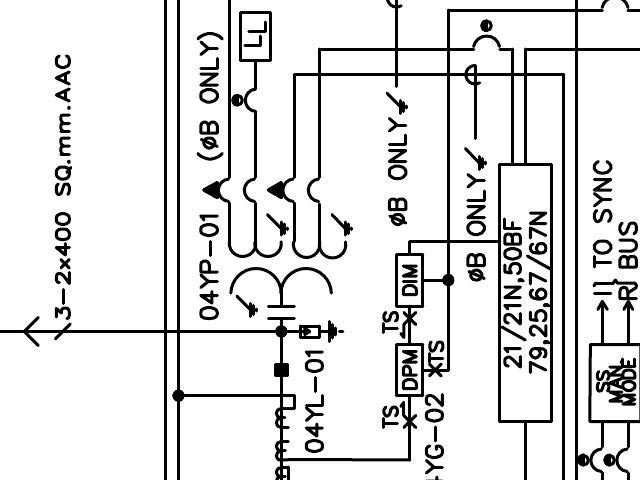 3-2x400 SQ.mm.AAC
04YP-01 (øB ONLY)
LL
øB ONLY
øB ONLY
04YL-01
DIM
TS
DPM
TS
TS
4YG-02
21/21N,50BF
79,25,67/67N
TO SYNC
BUS
SS
MAN
MODE